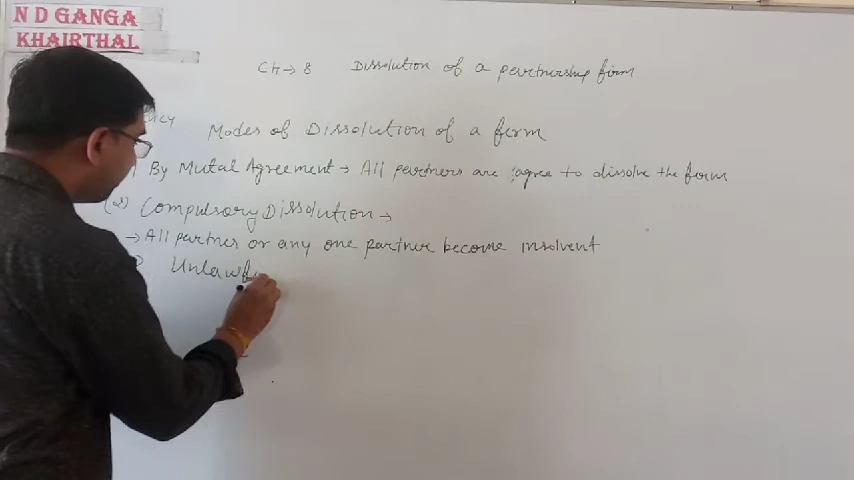 N D GANGA
KHAIRTHAL
CH → 8 Dissolution of a partnership firm
Modes of Dissolution of a firm
By Mutal Agreement → All partners are agree to dissolve the firm
(2) Compulsory Dissolution →
→ All partner or any one partner become insolvent
Unlawf